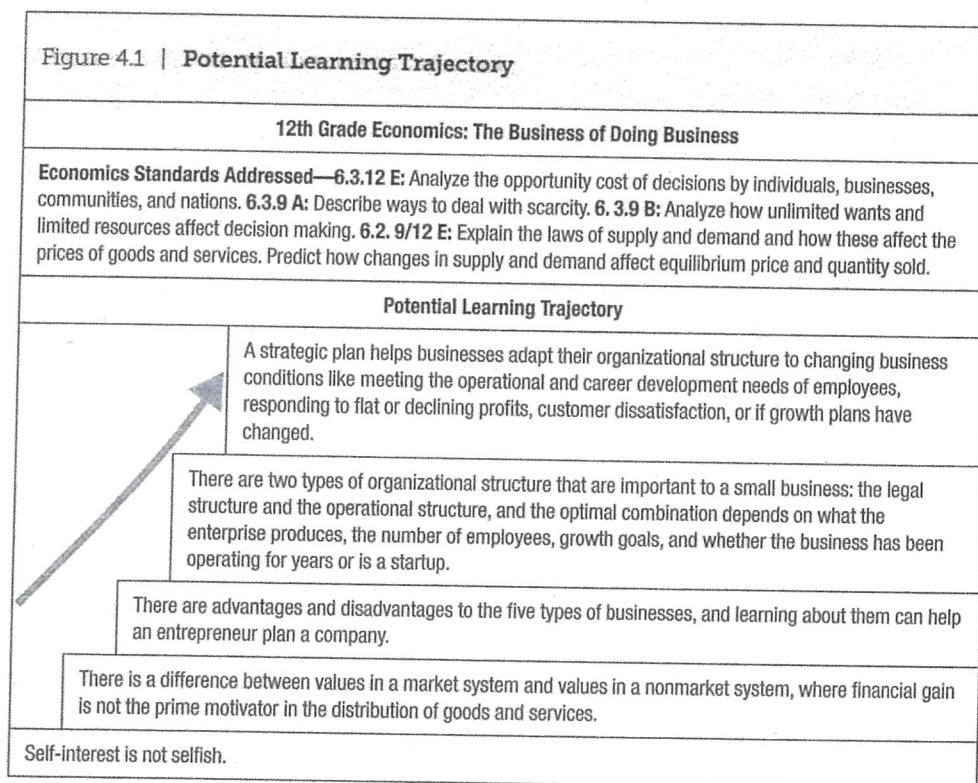 Figure 4.1 | Potential Learning Trajectory
12th Grade Economics: The Business of Doing Business
Economics Standards Addressed—6.3.12 E: Analyze the opportunity cost of decisions by individuals, businesses,
communities, and nations. 6.3.9 A: Describe ways to deal with scarcity. 6. 3.9 B: Analyze how unlimited wants and
limited resources affect decision making. 6.2. 9/12 E: Explain the laws of supply and demand and how these affect the
prices of goods and services. Predict how changes in supply and demand affect equilibrium price and quantity sold.
Potential Learning Trajectory
A strategic plan helps businesses adapt their organizational structure to changing business
conditions like meeting the operational and career development needs of employees,
responding to flat or declining profits, customer dissatisfaction, or if growth plans have
changed.
There are two types of organizational structure that are important to a small business: the legal
structure and the operational structure, and the optimal combination depends on what the
enterprise produces, the number of employees, growth goals, and whether the business has been
operating for years or is a startup.
There are advantages and disadvantages to the five types of businesses, and learning about them can help
an entrepreneur plan a company.
There is a difference between values in a market system and values in a nonmarket system, where financial gain
is not the prime motivator in the distribution of goods and services.
Self-interest is not selfish.